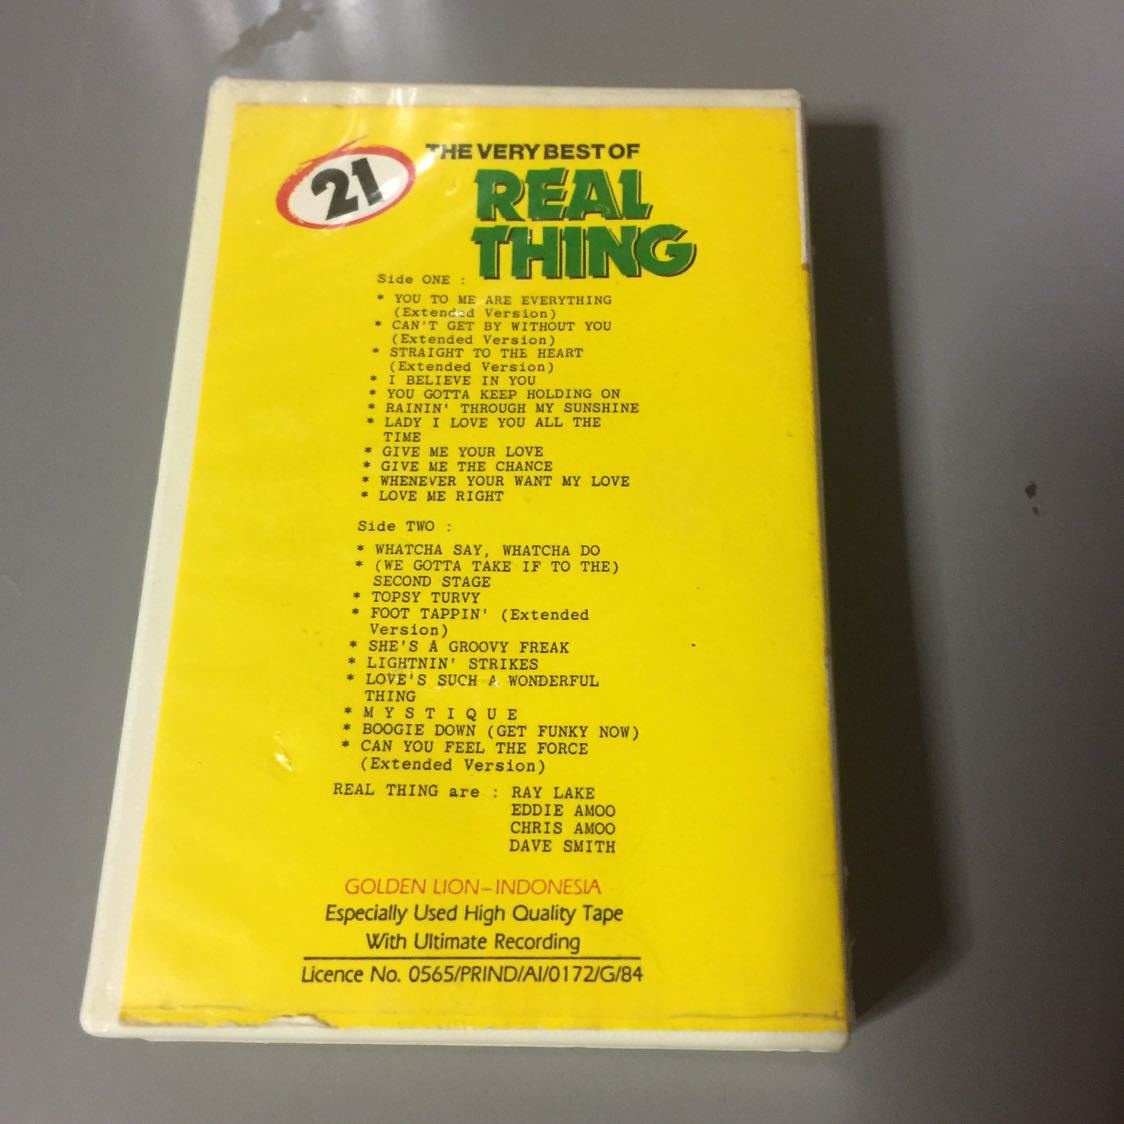 21
THE VERY BEST OF
REAL
THING
Side ONE :
* YOU TO ME ARE EVERYTHING
(Extended Version)
* CAN'T GET BY WITHOUT YOU
(Extended Version)
* STRAIGHT TO THE HEART
(Extended Version)
* I BELIEVE IN YOU
* YOU GOTTA KEEP HOLDING ON
* RAININ' THROUGH MY SUNSHINE
* LADY I LOVE YOU ALL THE
TIME
* GIVE ME YOUR LOVE
* GIVE ME THE CHANCE
* WHENEVER YOUR WANT MY LOVE
* LOVE ME RIGHT
Side TWO :
* WHATCHA SAY, WHATCHA DO
* (WE GOTTA TAKE IF TO THE)
SECOND STAGE
* TOPSY TURVY
* FOOT TAPPIN' (Extended
Version)
* SHE'S A GROOVY FREAK
* LIGHTNIN' STRIKES
* LOVE'S SUCH A WONDERFUL
THING
* M Y S T I Q U E
* BOOGIE DOWN (GET FUNKY NOW)
* CAN YOU FEEL THE FORCE
(Extended Version)
REAL THING are : RAY LAKE
EDDIE AMOO
CHRIS AMOO
DAVE SMITH
GOLDEN LION-INDONESIA
Especially Used High Quality Tape
With Ultimate Recording
Licence No. 0565/PRIND/AI/0172/G/84